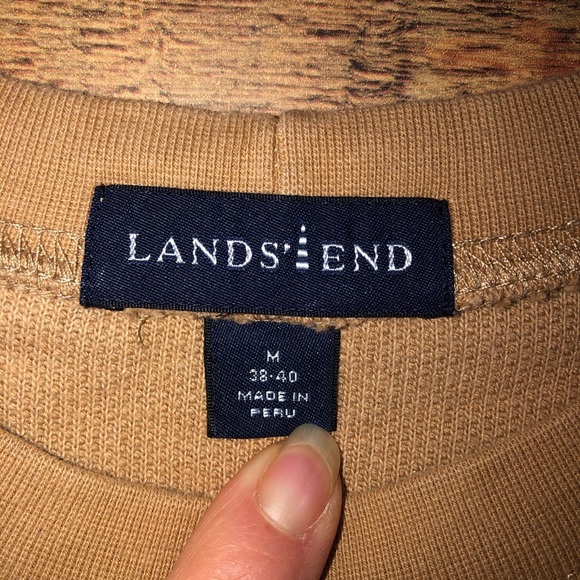 LANDS' END
M
38-40
MADE IN
PERU